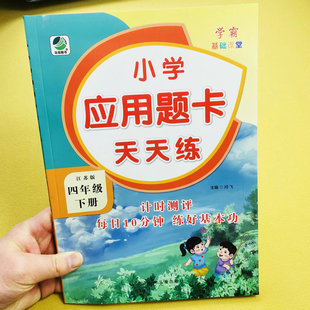 学霸
基础课堂
小学
应用题卡
天天练
江苏版
四年级
下册
计时测评
每日10分钟 练好基本功